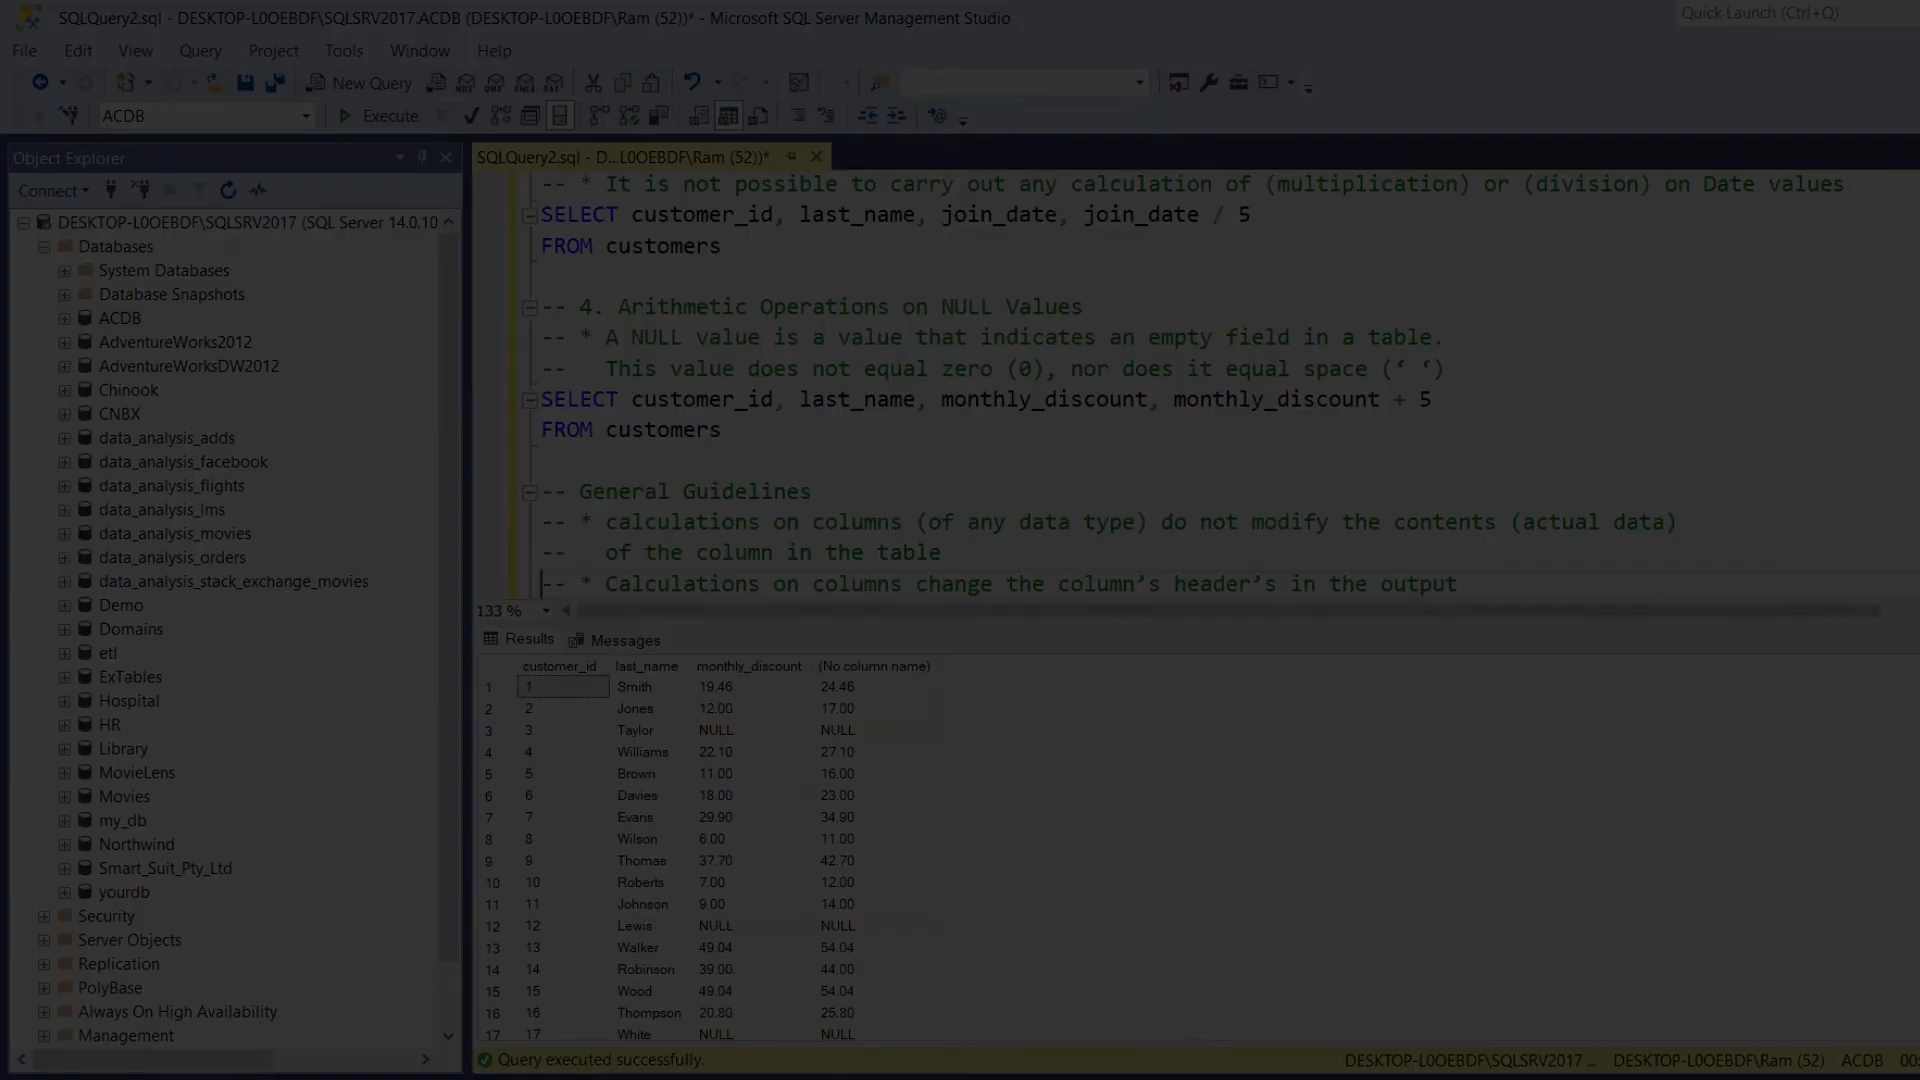 SQLQuery2.sql - DESKTOP-L0OEBDF\SQLSRV2017.ACDB (DESKTOP-L0OEBDF\Ram (52))* - Microsoft SQL Server Management Studio
Quick Launch (Ctrl+Q)
File Edit View Query Project Tools Window Help
New Query
ACDB Execute
Object Explorer
Connect
DESKTOP-L0OEBDF\SQLSRV2017 (SQL Server 14.0.10
Databases
System Databases
Database Snapshots
ACDB
AdventureWorks2012
AdventureWorksDW2012
Chinook
CNBX
data_analysis_adds
data_analysis_facebook
data_analysis_flights
data_analysis_lms
data_analysis_movies
data_analysis_orders
data_analysis_stack_exchange_movies
Demo
Domains
etl
ExTables
Hospital
HR
Library
MovieLens
Movies
my_db
Northwind
Smart_Suit_Pty_Ltd
yourdb
Security
Server Objects
Replication
PolyBase
Always On High Availability
Management
SQLQuery2.sql - D...L0OEBDF\Ram (52))*
-- * It is not possible to carry out any calculation of (multiplication) or (division) on Date values
SELECT customer_id, last_name, join_date, join_date / 5
FROM customers
-- 4. Arithmetic Operations on NULL Values
-- * A NULL value is a value that indicates an empty field in a table.
-- This value does not equal zero (0), nor does it equal space (‘ ‘)
SELECT customer_id, last_name, monthly_discount, monthly_discount + 5
FROM customers
-- General Guidelines
-- * calculations on columns (of any data type) do not modify the contents (actual data)
-- of the column in the table
-- * Calculations on columns change the column’s header’s in the output
133 %
Results Messages
customer_id last_name monthly_discount (No column name)
1 1 Smith 19.46 24.46
2 2 Jones 12.00 17.00
3 3 Taylor NULL NULL
4 4 Williams 22.10 27.10
5 5 Brown 11.00 16.00
6 6 Davies 18.00 23.00
7 7 Evans 29.90 34.90
8 8 Wilson 6.00 11.00
9 9 Thomas 37.70 42.70
10 10 Roberts 7.00 12.00
11 11 Johnson 9.00 14.00
12 12 Lewis NULL NULL
13 13 Walker 49.04 54.04
14 14 Robinson 39.00 44.00
15 15 Wood 49.04 54.04
16 16 Thompson 20.80 25.80
17 17 White NULL NULL
Query executed successfully. DESKTOP-L0OEBDF\SQLSRV2017 ... DESKTOP-L0OEBDF\Ram (52) ACDB 00: